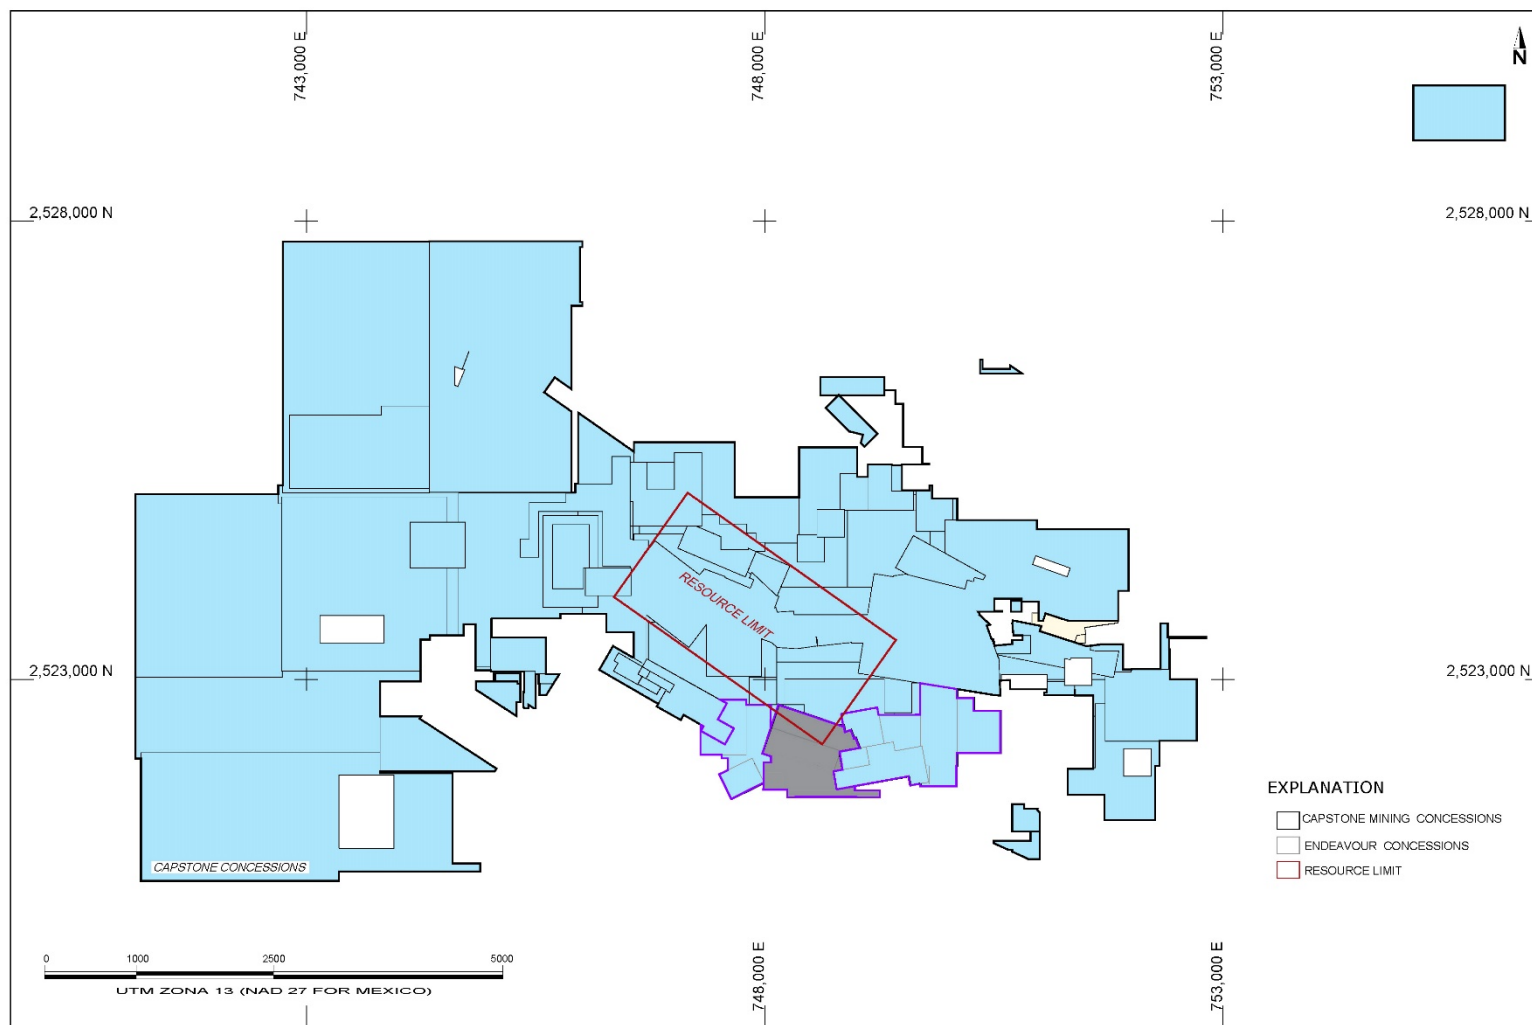 743,000 E
748,000 E
753,000 E
N
2,528,000 N
2,528,000 N
RESOURCE LIMIT
2,523,000 N
2,523,000 N
EXPLANATION
CAPSTONE MINING CONCESSIONS
ENDEAVOUR CONCESSIONS
RESOURCE LIMIT
CAPSTONE CONCESSIONS
0 1000 2500 5000
UTM ZONA 13 (NAD 27 FOR MEXICO)
743,000 E
748,000 E
753,000 E